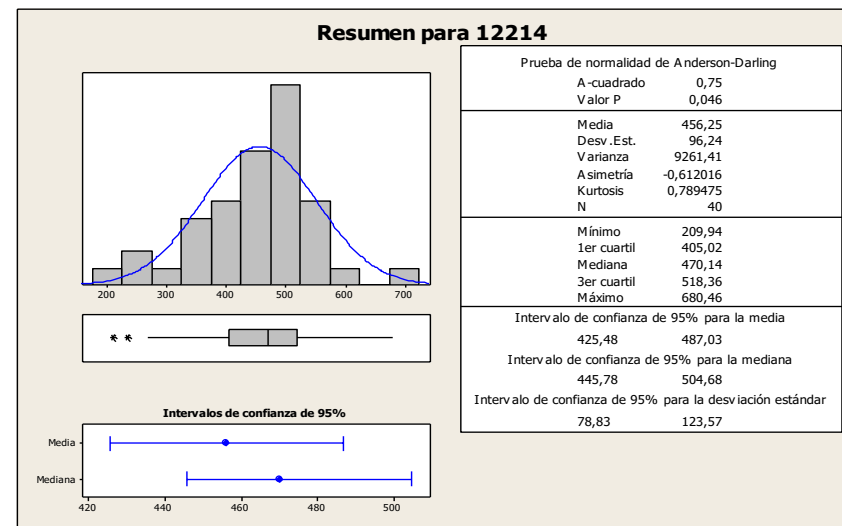 Resumen para 12214
200 300 400 500 600 700
Intervalos de confianza de 95%
Media
Mediana
420 440 460 480 500
Prueba de normalidad de Anderson-Darling
A-cuadrado 0,75
Valor P 0,046
Media 456,25
Desv.Est. 96,24
Varianza 9261,41
Asimetría -0,612016
Kurtosis 0,789475
N 40
Mínimo 209,94
1er cuartil 405,02
Mediana 470,14
3er cuartil 518,36
Máximo 680,46
Intervalo de confianza de 95% para la media
425,48 487,03
Intervalo de confianza de 95% para la mediana
445,78 504,68
Intervalo de confianza de 95% para la desviación estándar
78,83 123,57